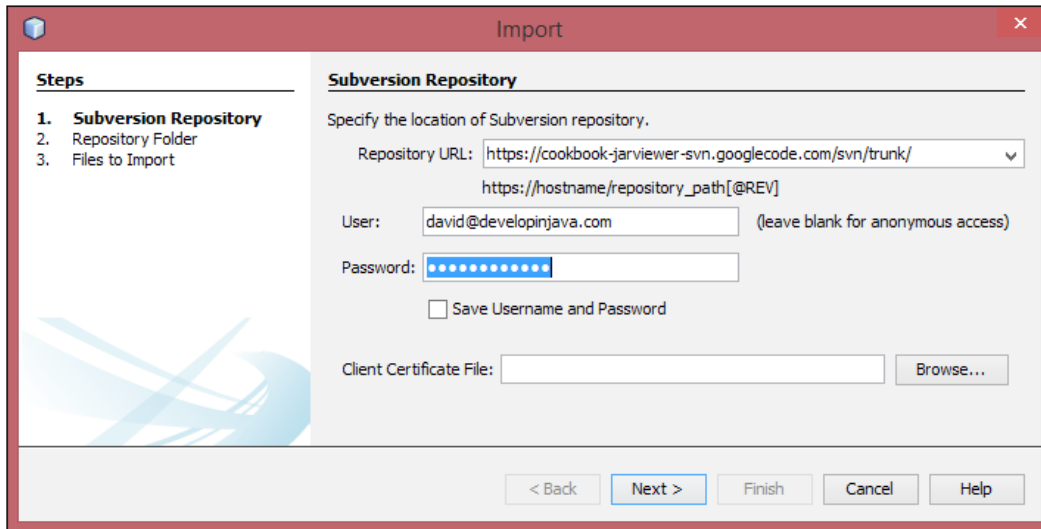 Import
Steps
1. Subversion Repository
2. Repository Folder
3. Files to Import
Subversion Repository
Specify the location of Subversion repository.
Repository URL: https://cookbook-jarviewer-svn.googlecode.com/svn/trunk/
https://hostname/repository_path[@REV]
User: david@developinjava.com (leave blank for anonymous access)
Password: ●●●●●●●●●●●●
Save Username and Password
Client Certificate File: Browse...
< Back Next > Finish Cancel Help